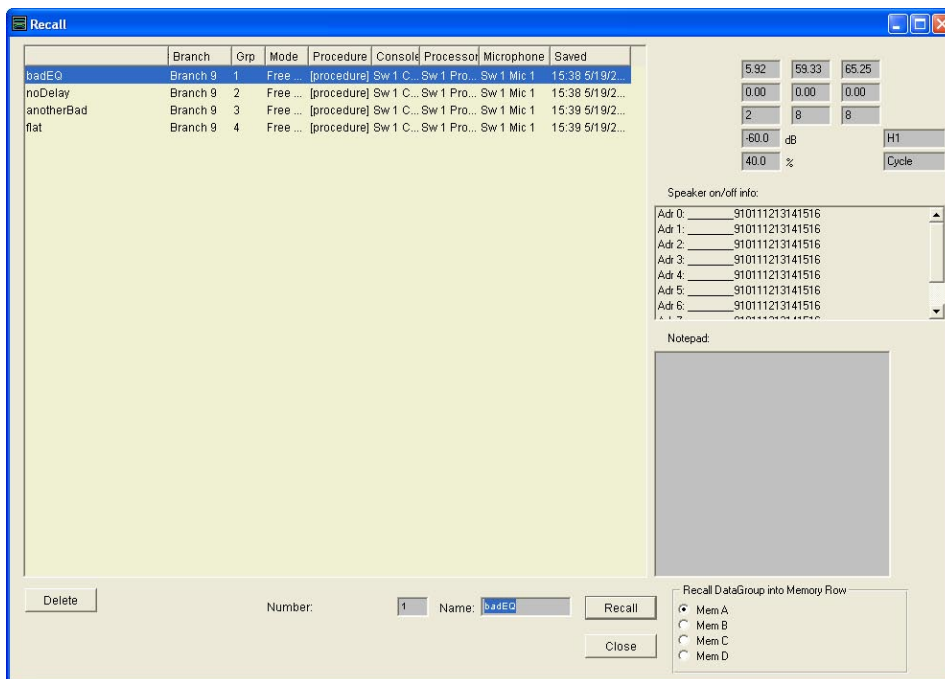 Recall
Branch Grp Mode Procedure Console Processor Microphone Saved
badEQ Branch 9 1 Free ... [procedure] Sw 1 C... Sw 1 Pro... Sw 1 Mic 1 15:38 5/19/2...
noDelay Branch 9 2 Free ... [procedure] Sw 1 C... Sw 1 Pro... Sw 1 Mic 1 15:38 5/19/2...
anotherBad Branch 9 3 Free ... [procedure] Sw 1 C... Sw 1 Pro... Sw 1 Mic 1 15:39 5/19/2...
flat Branch 9 4 Free ... [procedure] Sw 1 C... Sw 1 Pro... Sw 1 Mic 1 15:39 5/19/2...
5.92 59.33 65.25
0.00 0.00 0.00
2 8 8
-60.0 dB H1
40.0 % Cycle
Speaker on/off info:
Adr 0: ________910111213141516
Adr 1: ________910111213141516
Adr 2: ________910111213141516
Adr 3: ________910111213141516
Adr 4: ________910111213141516
Adr 5: ________910111213141516
Adr 6: ________910111213141516
Notepad:
Delete
Number: 1 Name: badEQ Recall
Close
Recall DataGroup into Memory Row
Mem A
Mem B
Mem C
Mem D